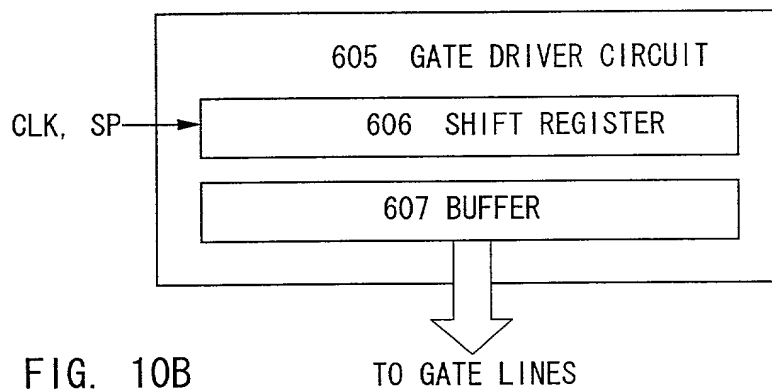 605 GATE DRIVER CIRCUIT
CLK, SP
606 SHIFT REGISTER
607 BUFFER
FIG. 10B
TO GATE LINES